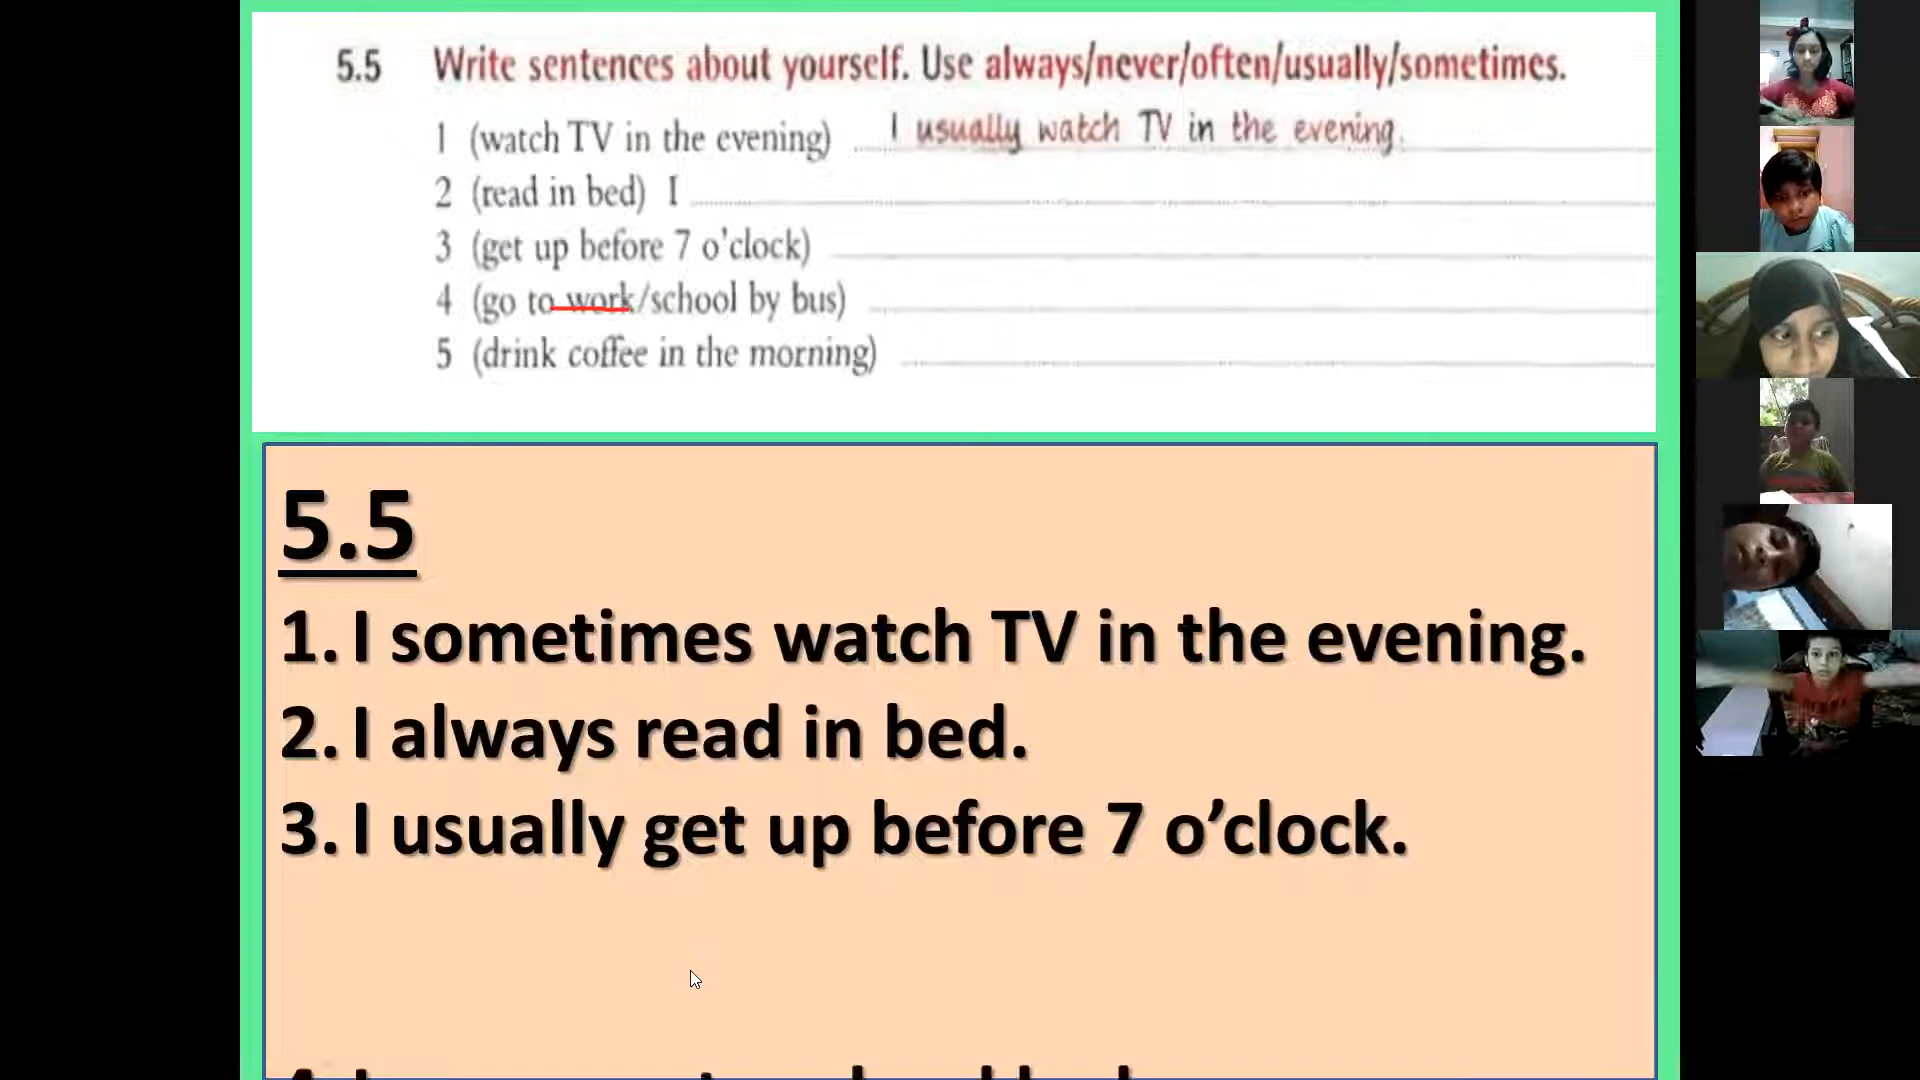 5.5 Write sentences about yourself. Use always/never/often/usually/sometimes.
1 (watch TV in the evening) I usually watch TV in the evening.
2 (read in bed) I
3 (get up before 7 o'clock)
4 (go to work/school by bus)
5 (drink coffee in the morning)
5.5
1. I sometimes watch TV in the evening.
2. I always read in bed.
3. I usually get up before 7 o’clock.